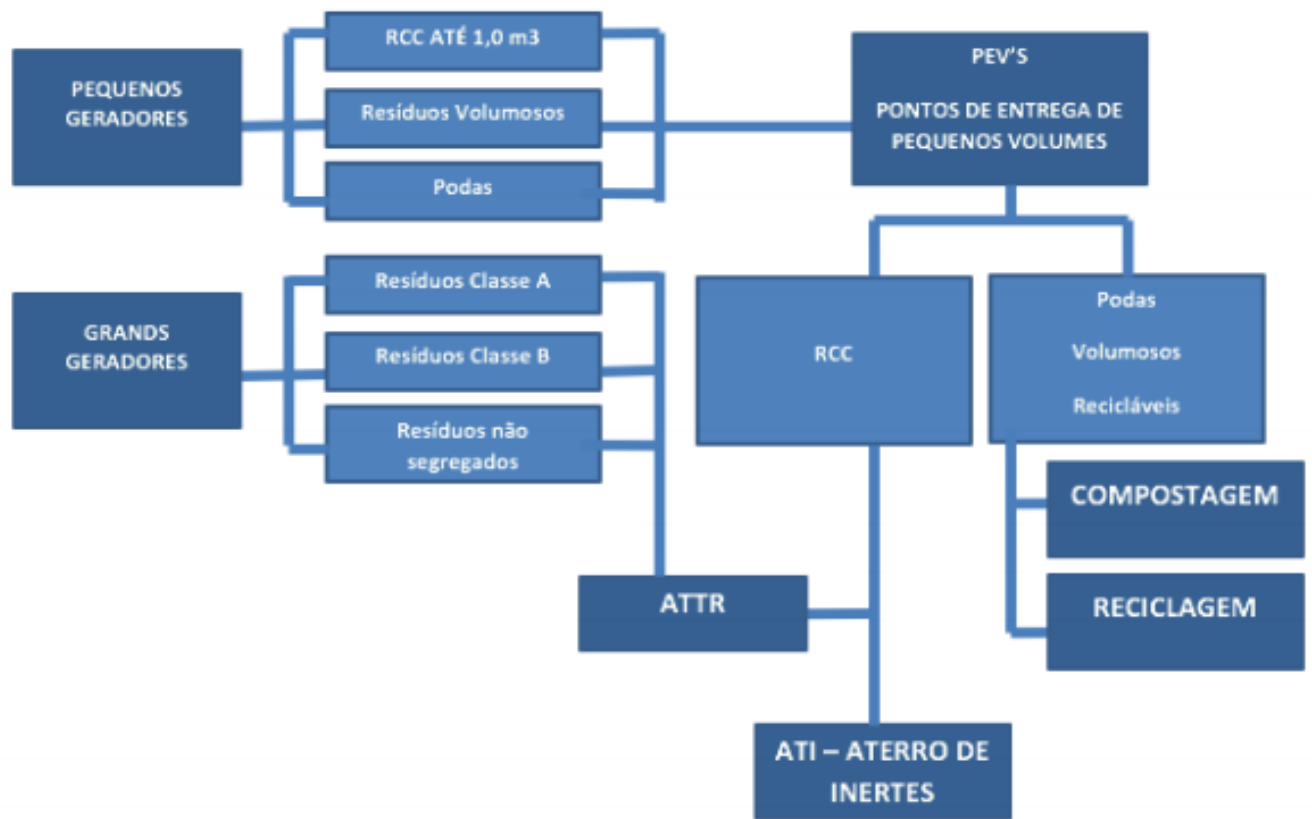 RCC ATÉ 1,0 m3
PEQUENOS
GERADORES
Resíduos Volumosos
Podas
PEV'S
PONTOS DE ENTREGA DE
PEQUENOS VOLUMES
GRANDS
GERADORES
Resíduos Classe A
Resíduos Classe B
Resíduos não
segregados
RCC
Podas
Volumosos
Recicláveis
COMPOSTAGEM
RECICLAGEM
ATTR
ATI – ATERRO DE
INERTES